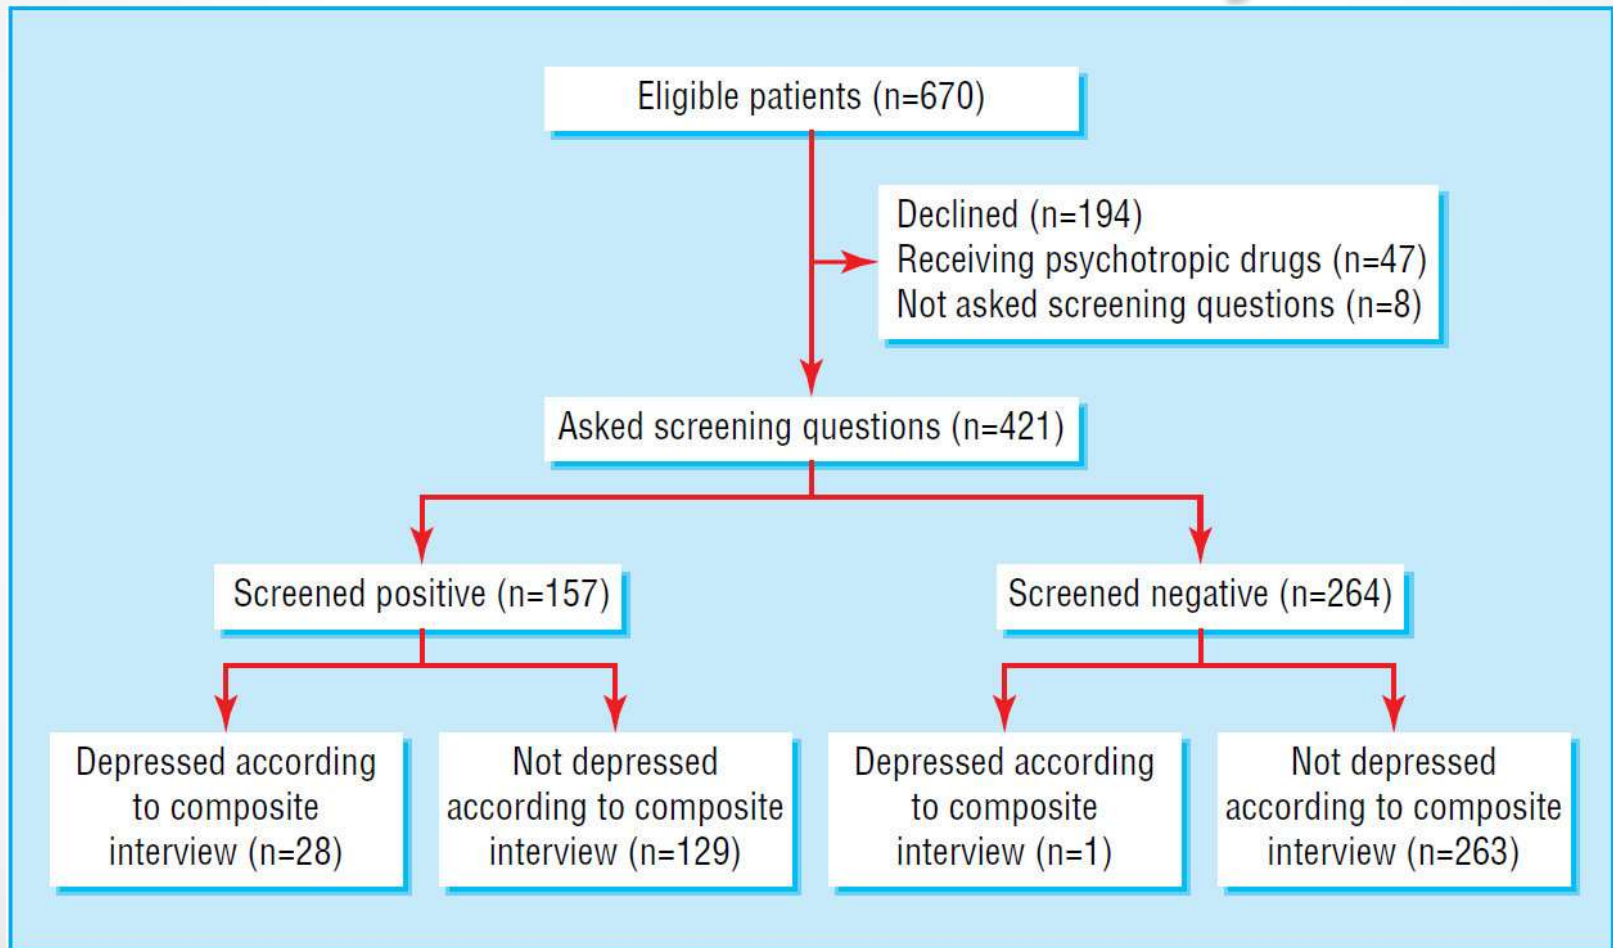 Eligible patients (n=670)
Declined (n=194)
Receiving psychotropic drugs (n=47)
Not asked screening questions (n=8)
Asked screening questions (n=421)
Screened positive (n=157)
Screened negative (n=264)
Depressed according
to composite
interview (n=28)
Not depressed
according to composite
interview (n=129)
Depressed according
to composite
interview (n=1)
Not depressed
according to composite
interview (n=263)